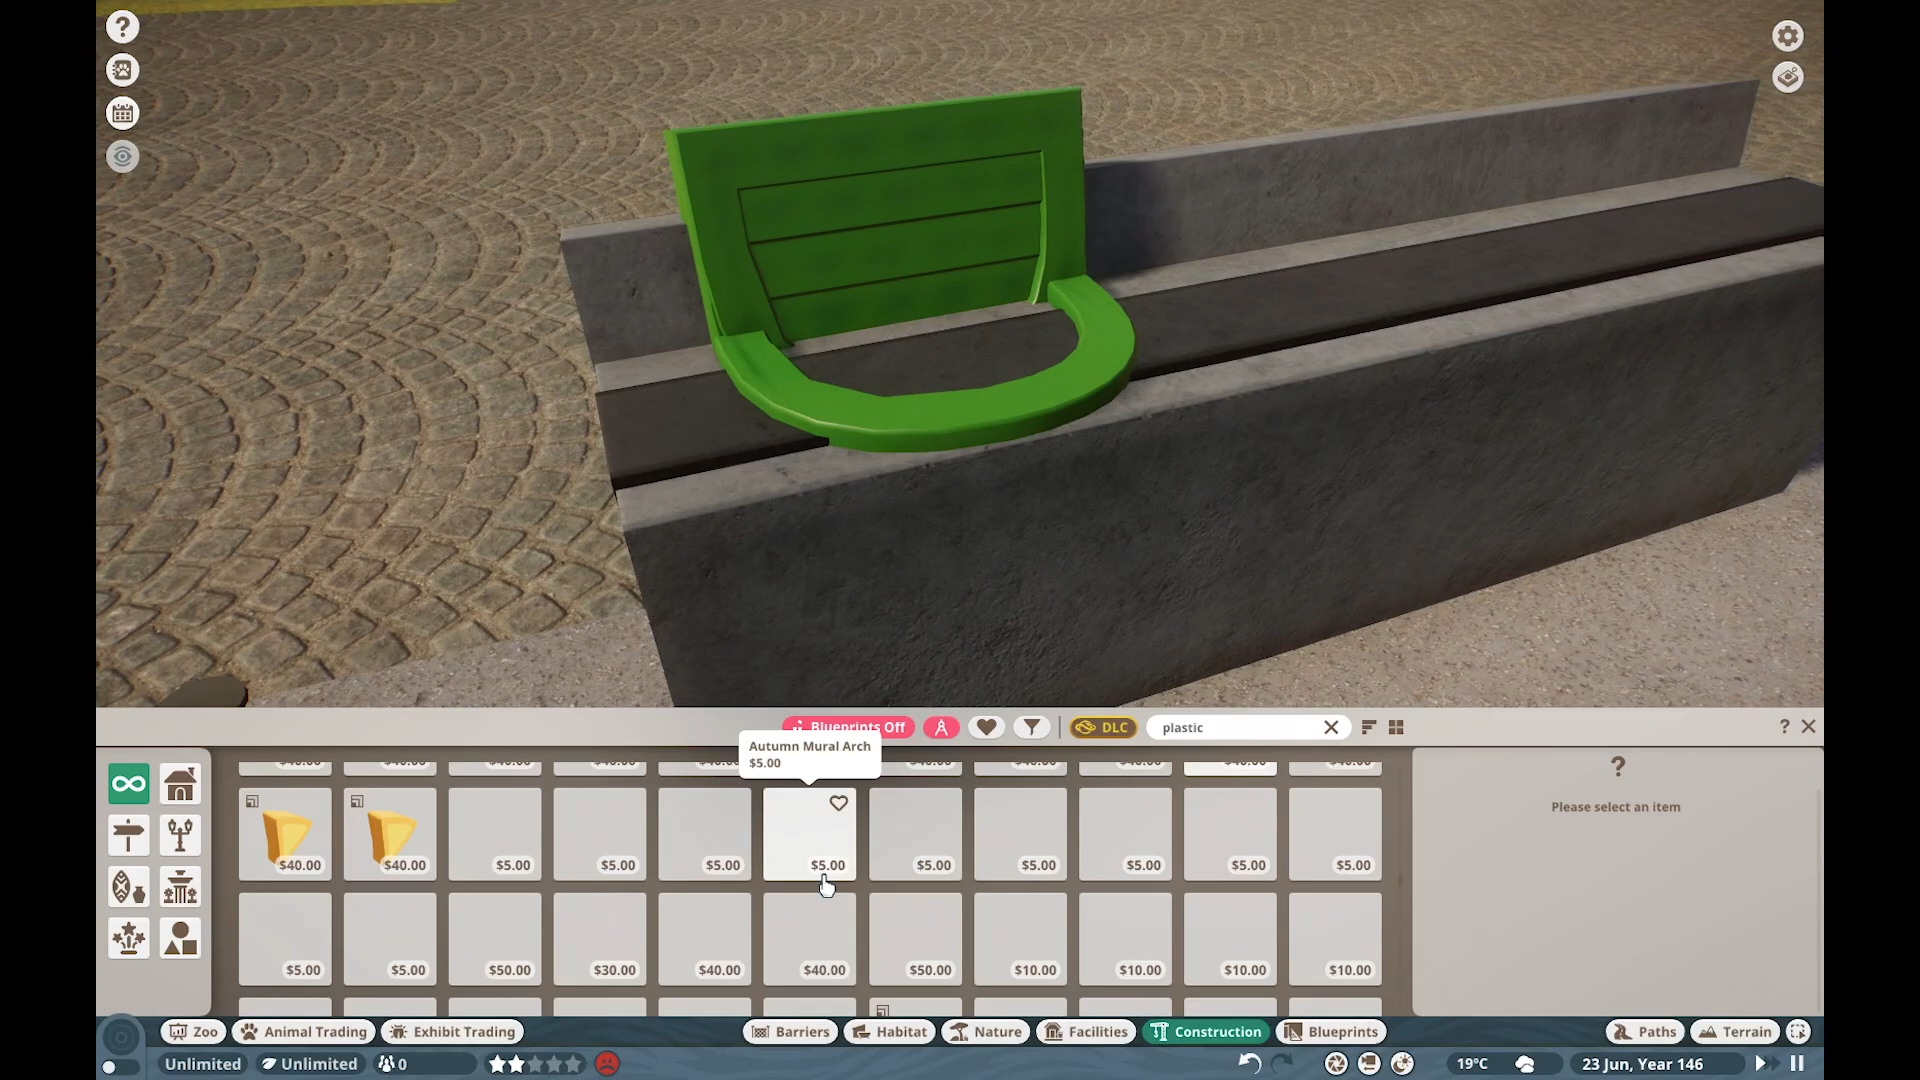 Blueprints Off
DLC
plastic
Autumn Mural Arch
$5.00
?
Please select an item
$40.00 $40.00 $5.00 $5.00 $5.00 $5.00 $5.00 $5.00 $5.00 $5.00 $5.00
$5.00 $5.00 $50.00 $30.00 $40.00 $40.00 $50.00 $10.00 $10.00 $10.00 $10.00
Zoo Animal Trading Exhibit Trading Barriers Habitat Nature Facilities Construction Blueprints Paths Terrain
Unlimited Unlimited 0 19°C 23 Jun, Year 146